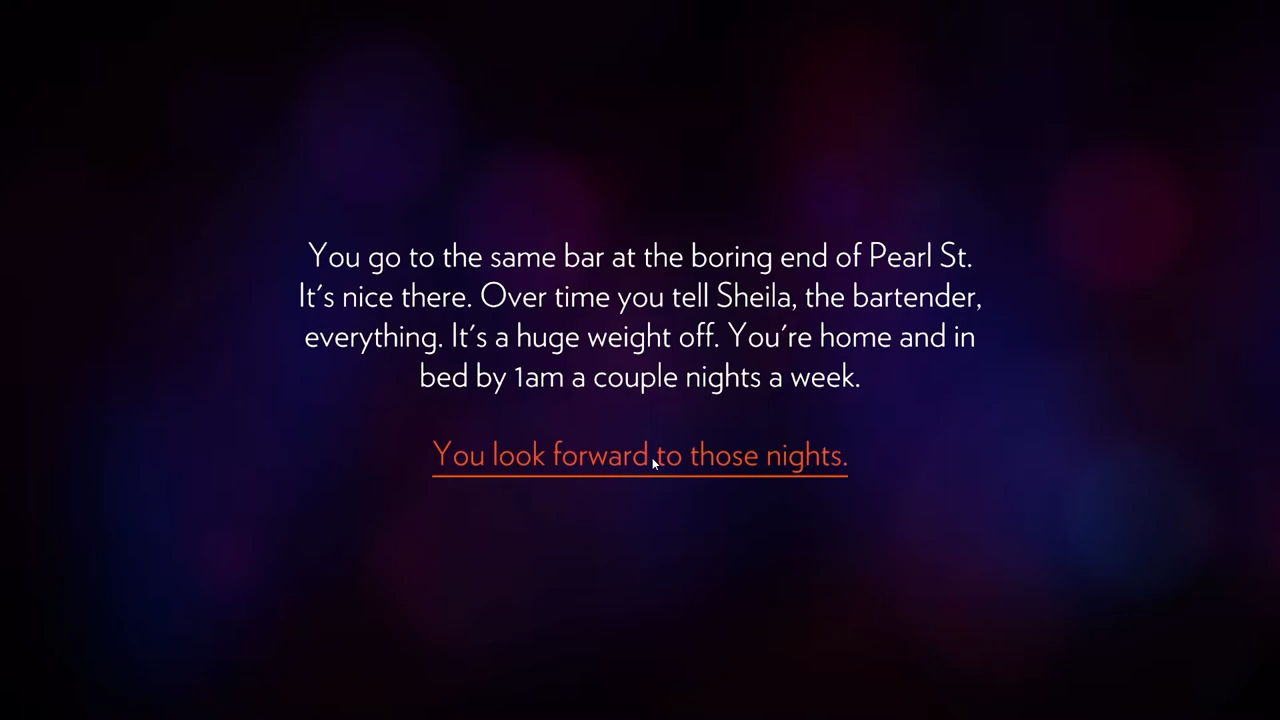 You go to the same bar at the boring end of Pearl St.
It's nice there. Over time you tell Sheila, the bartender,
everything. It's a huge weight off. You're home and in
bed by 1am a couple nights a week.
You look forward to those nights.